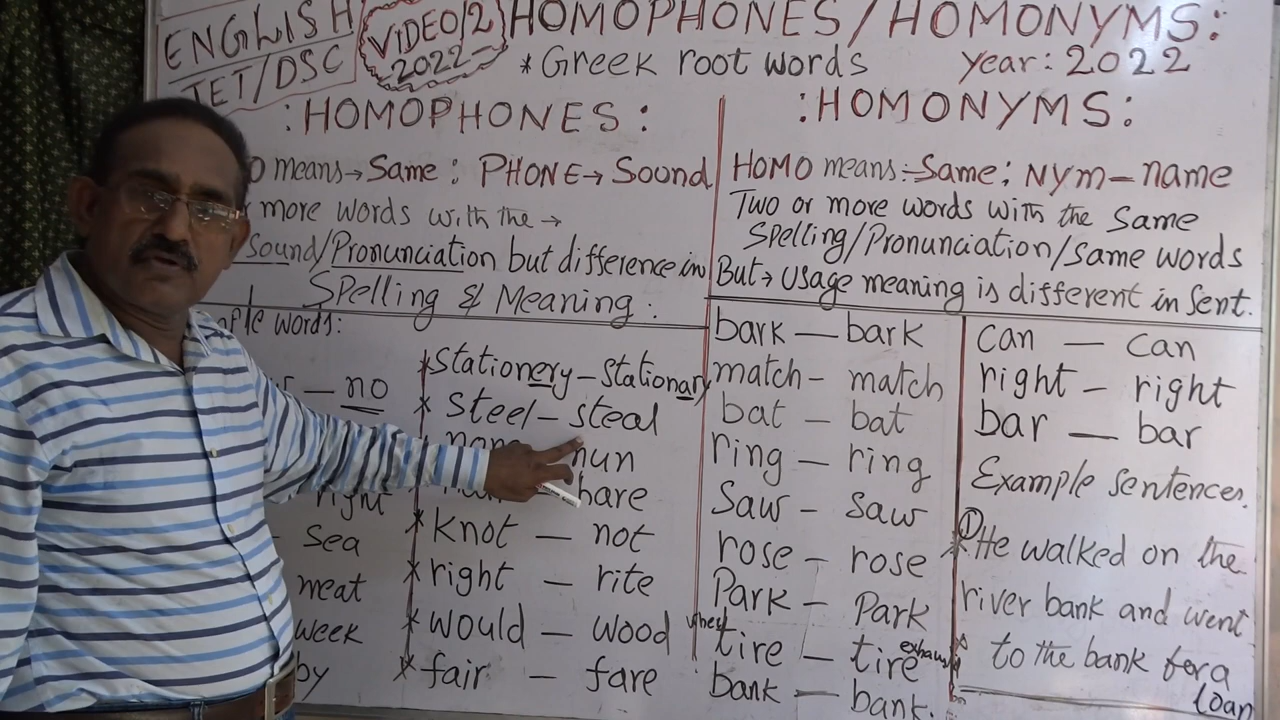 ENGLISH
TET/DSC
VIDEO/2
2022
HOMOPHONES/HOMONYMS:
*Greek root words
year: 2022
:HOMOPHONES:
means→Same: PHONE→Sound
more words with the →
Sound/Pronunciation but difference in
Spelling & Meaning:
words:
— no
right
sea
meat
week
by
*stationery – stationary
* steel – steal
nun
hare
*knot — not
*right — rite
*would — wood
*fair — fare
:HOMONYMS:
HOMO means:-Same: Nym – name
Two or more words with the same
Spelling/Pronunciation/same words
But→ usage meaning is different in sent.
bark — bark
match – match
bat – bat
ring – ring
saw – saw
rose – rose
Park – Park
tire – tire
bank — bank.
can — can
right – right
bar — bar
Example sentences.
① He walked on the
river bank and went
to the bank for a
loan